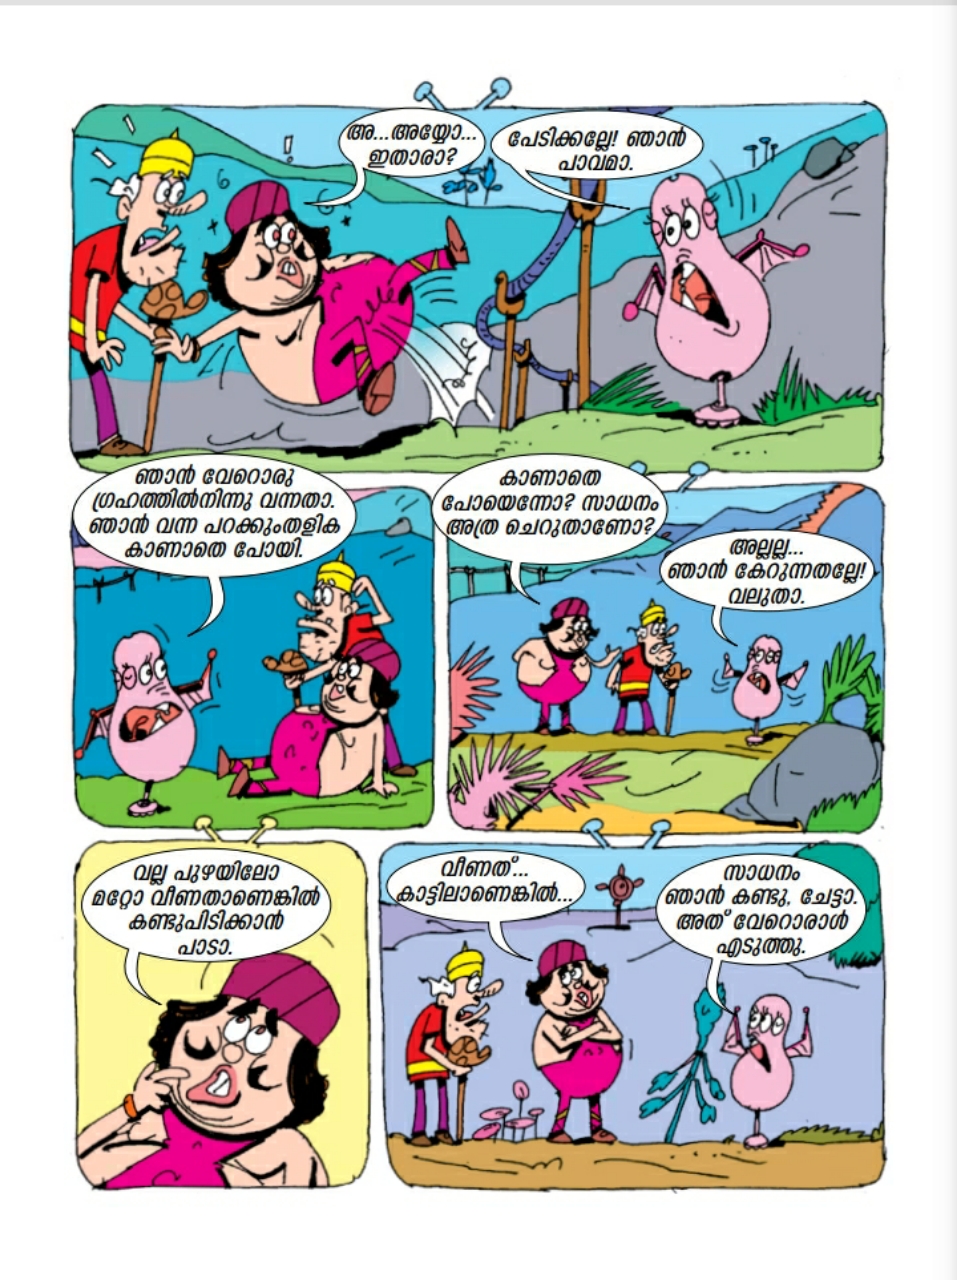 അ...അയ്യോ...
ഇതാരാ?
പേടിക്കല്ലേ! ഞാൻ
പാവമാ.
ഞാൻ വേറൊരു
ഗ്രഹത്തിൽനിന്നു വന്നതാ.
ഞാൻ വന്ന പറക്കുംതളിക
കാണാതെ പോയി.
കാണാതെ
പോയെന്നോ? സാധനം
അത്ര ചെറുതാണോ?
അല്ലല്ല...
ഞാൻ കേറുന്നതല്ലേ!
വലുതാ.
വല്ല പുഴയിലോ
മറ്റോ വീണതാണെങ്കിൽ
കണ്ടുപിടിക്കാൻ
പാടാ.
വീണത്...
കാട്ടിലാണെങ്കിൽ...
സാധനം
ഞാൻ കണ്ടു, ചേട്ടാ.
അത് വേറൊരാൾ
എടുത്തു.